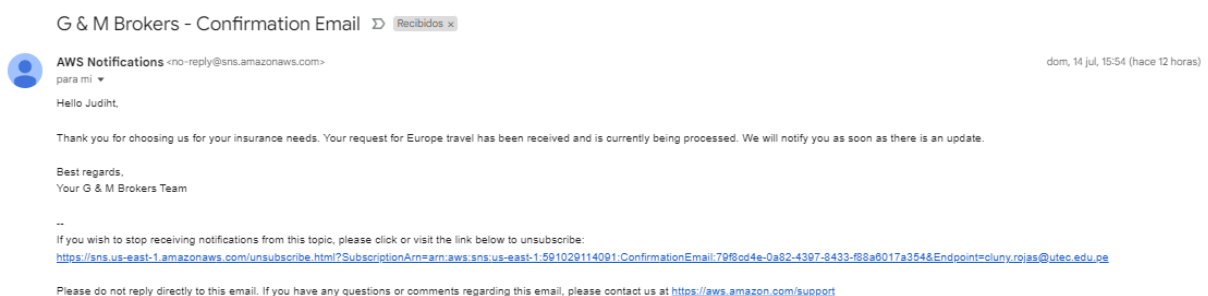 G & M Brokers - Confirmation Email Recibidos x
AWS Notifications <no-reply@sns.amazonaws.com> dom, 14 jul, 15:54 (hace 12 horas)
para mi
Hello Judiht,
Thank you for choosing us for your insurance needs. Your request for Europe travel has been received and is currently being processed. We will notify you as soon as there is an update.
Best regards,
Your G & M Brokers Team
--
If you wish to stop receiving notifications from this topic, please click or visit the link below to unsubscribe:
https://sns.us-east-1.amazonaws.com/unsubscribe.html?SubscriptionArn=arn:aws:sns:us-east-1:591029114091:ConfirmationEmail:79f8cd4e-0a82-4397-8433-f88a6017a354&Endpoint=cluny.rojas@utec.edu.pe
Please do not reply directly to this email. If you have any questions or comments regarding this email, please contact us at https://aws.amazon.com/support